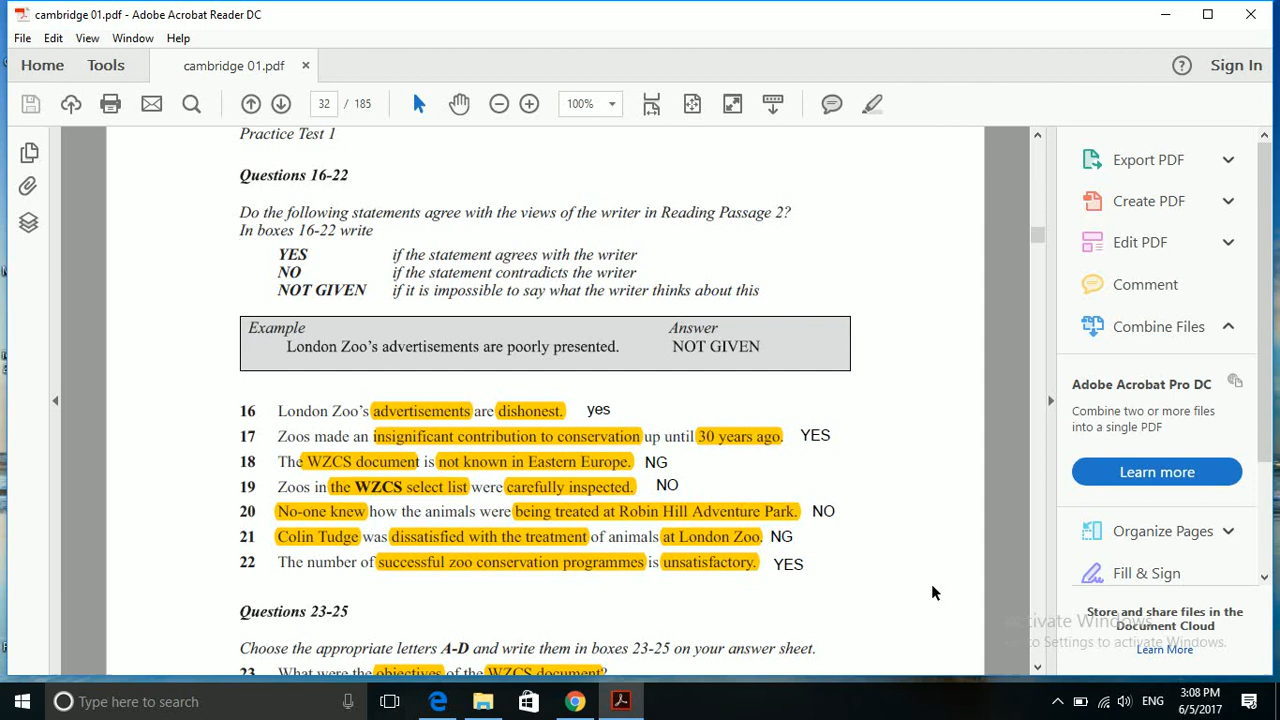 cambridge 01.pdf - Adobe Acrobat Reader DC
File Edit View Window Help
Home Tools cambridge 01.pdf × Sign In
32 / 185 100%
Practice Test 1
Questions 16-22
Do the following statements agree with the views of the writer in Reading Passage 2?
In boxes 16-22 write
YES if the statement agrees with the writer
NO if the statement contradicts the writer
NOT GIVEN if it is impossible to say what the writer thinks about this
Example Answer
London Zoo's advertisements are poorly presented. NOT GIVEN
16 London Zoo's advertisements are dishonest. yes
17 Zoos made an insignificant contribution to conservation up until 30 years ago. YES
18 The WZCS document is not known in Eastern Europe. NG
19 Zoos in the WZCS select list were carefully inspected. NO
20 No-one knew how the animals were being treated at Robin Hill Adventure Park. NO
21 Colin Tudge was dissatisfied with the treatment of animals at London Zoo. NG
22 The number of successful zoo conservation programmes is unsatisfactory. YES
Questions 23-25
Choose the appropriate letters A-D and write them in boxes 23-25 on your answer sheet.
23 What were the objectives of the WZCS document?
Export PDF
Create PDF
Edit PDF
Comment
Combine Files
Adobe Acrobat Pro DC
Combine two or more files
into a single PDF
Learn more
Organize Pages
Fill & Sign
Store and share files in the
Document Cloud
Learn More
Activate Windows
to Settings to activate Windows.
Type here to search
ENG
3:08 PM
6/5/2017